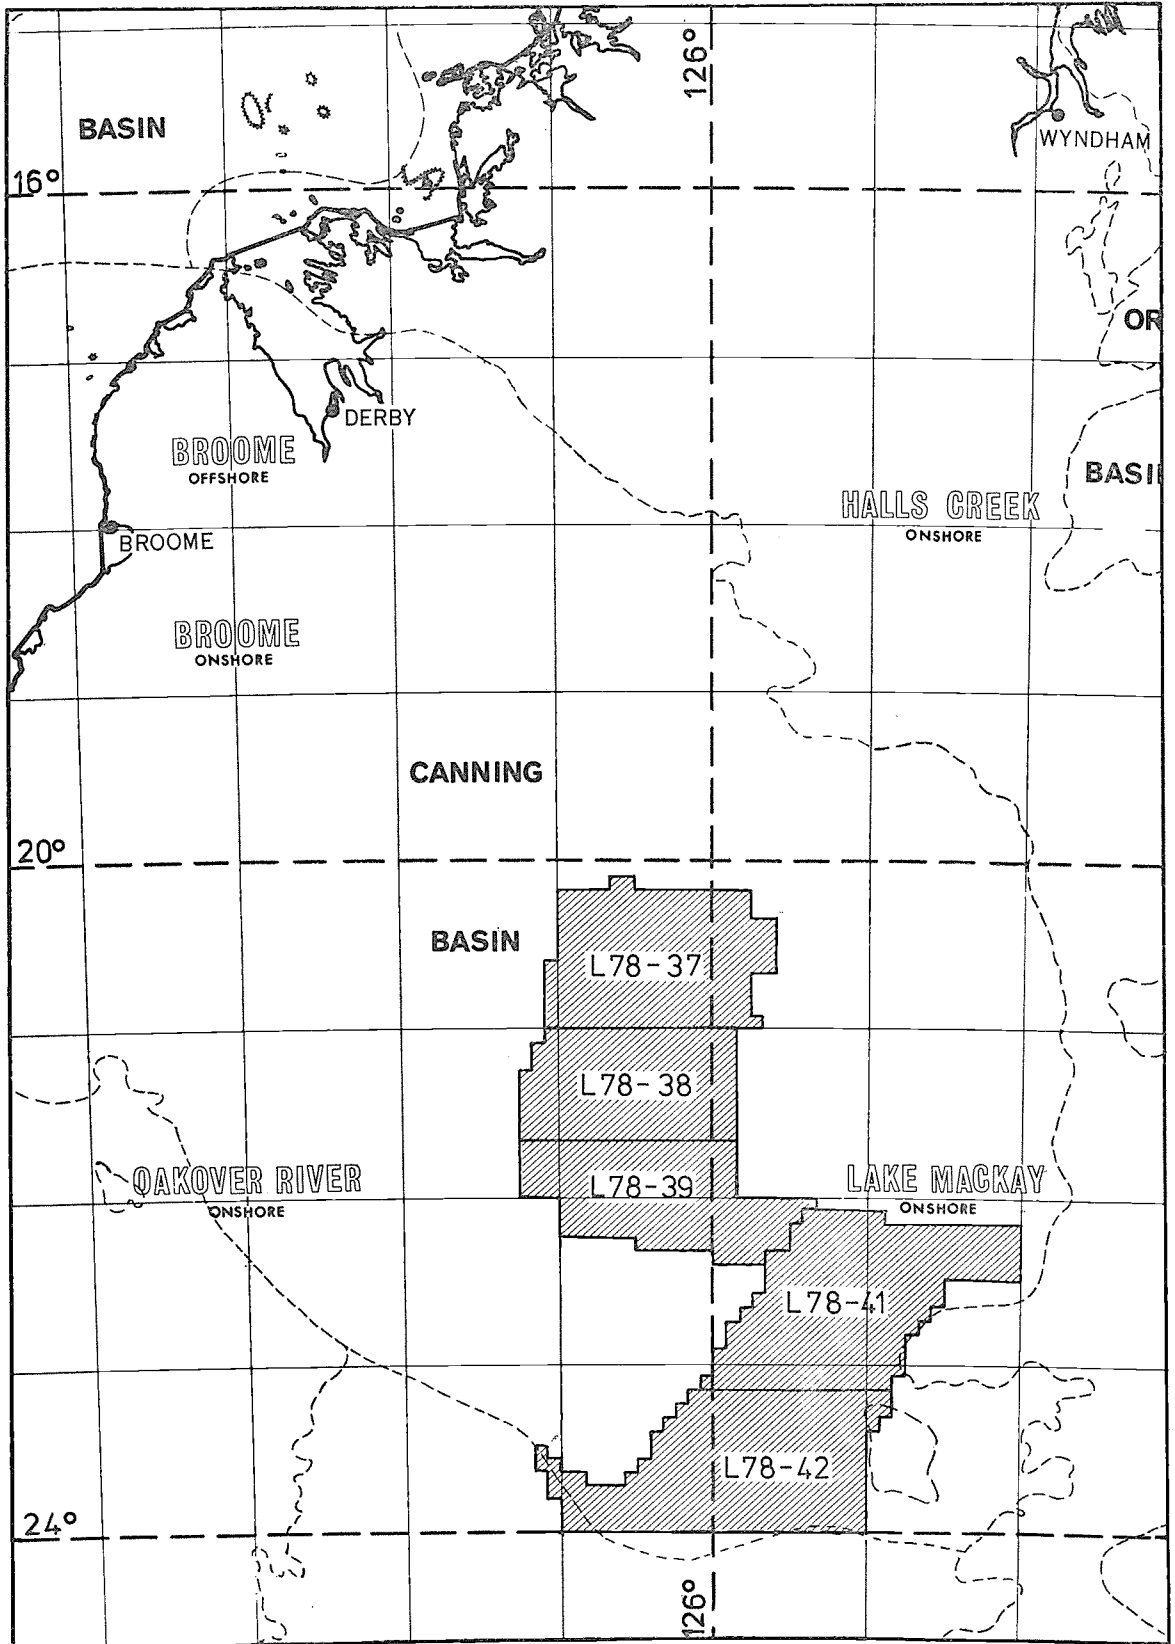 126°
BASIN
WYNDHAM
16°
OR
DERBY
BROOME
OFFSHORE
BASI
HALLS CREEK
ONSHORE
BROOME
BROOME
ONSHORE
CANNING
20°
BASIN
L78-37
L78-38
OAKOVER RIVER
ONSHORE
L78-39
LAKE MACKAY
ONSHORE
L78-41
L78-42
24°
126°